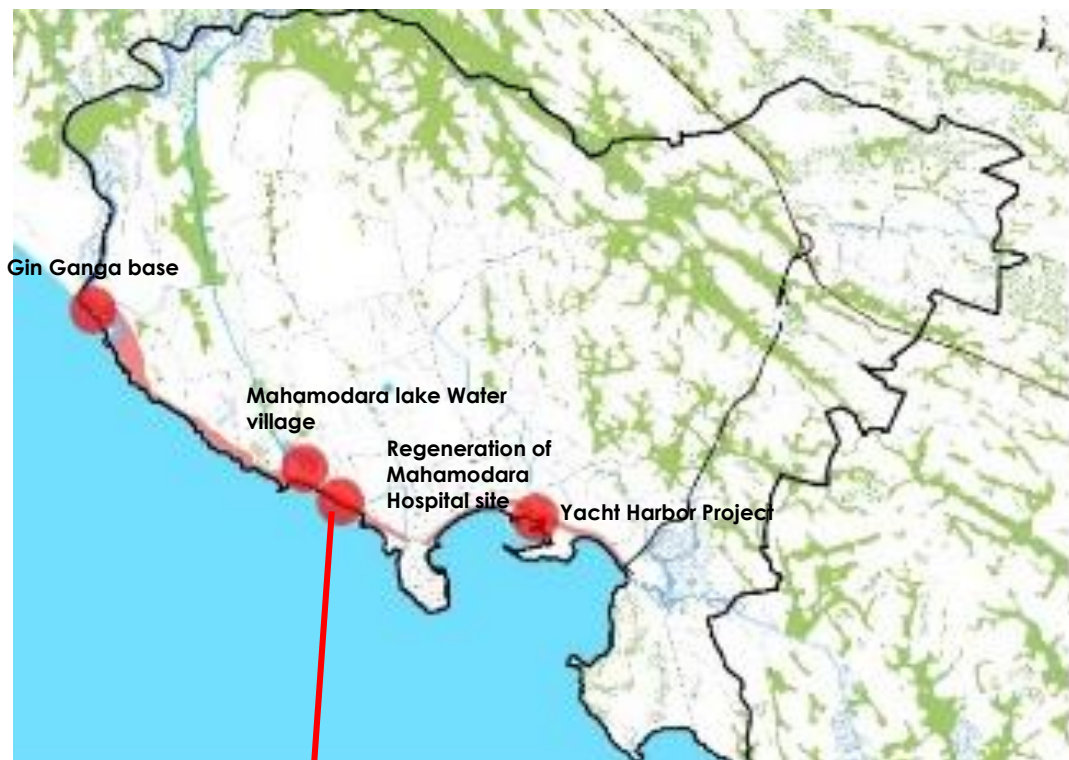 Gin Ganga base
Mahamodara lake Water
village
Regeneration of
Mahamodara
Hospital site
Yacht Harbor Project